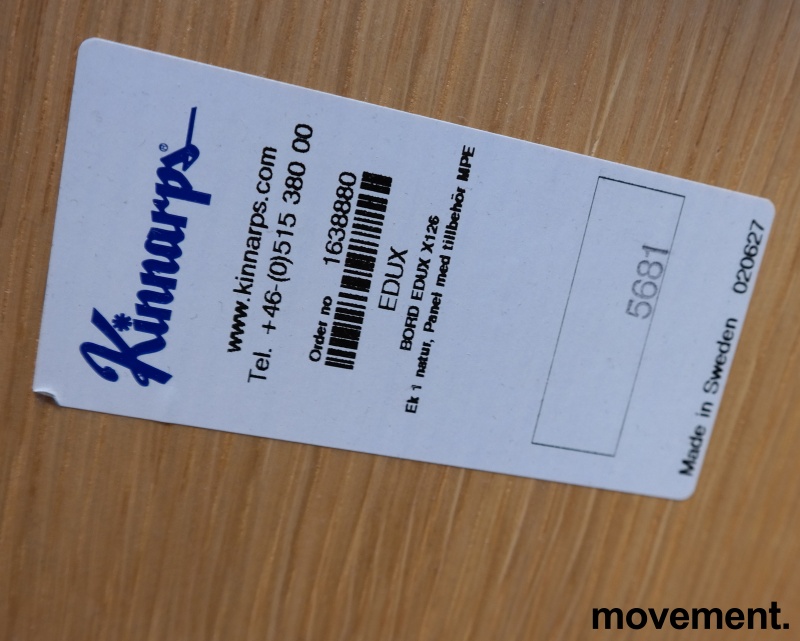 Kinnarps®
www.kinnarps.com
Tel. +46-(0)515 380 00
Order no 1638880
EDUX
BORD EDUX X126
Ek 1 natur, Panel med tillbehör MPE
5681
Made in Sweden 020627
movement.